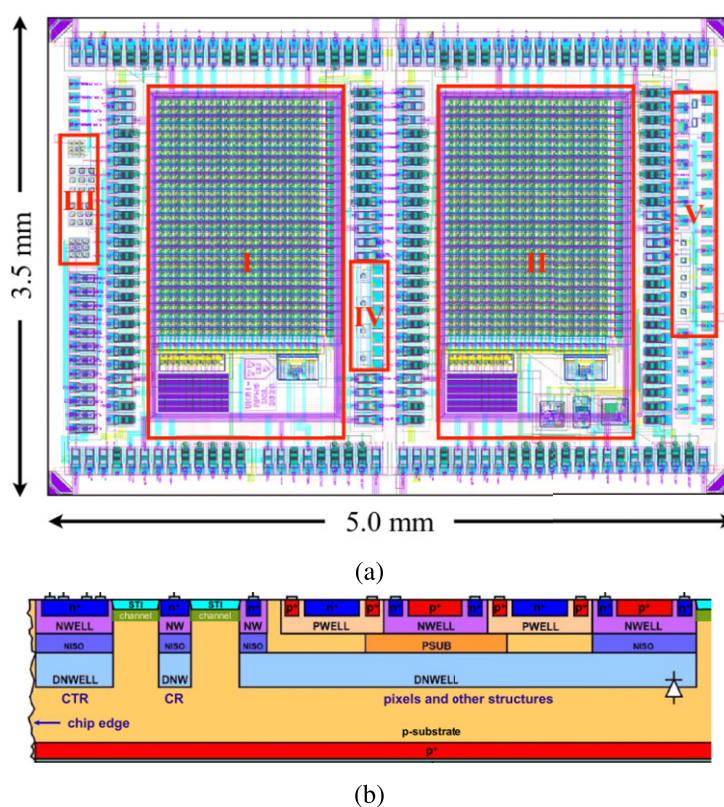 I
II
III
IV
V
3.5 mm
5.0 mm
(a)
n+ STI n+ STI n+ p+ n+ p+ n+ p+ n+ p+ n+ p+ n+ p+ n+
channel channel
NWELL NW NW PWELL NWELL PWELL NWELL
NISO NISO NISO PSUB NISO
DNWELL DNW DNWELL
CTR CR pixels and other structures
chip edge
p-substrate
p+
(b)